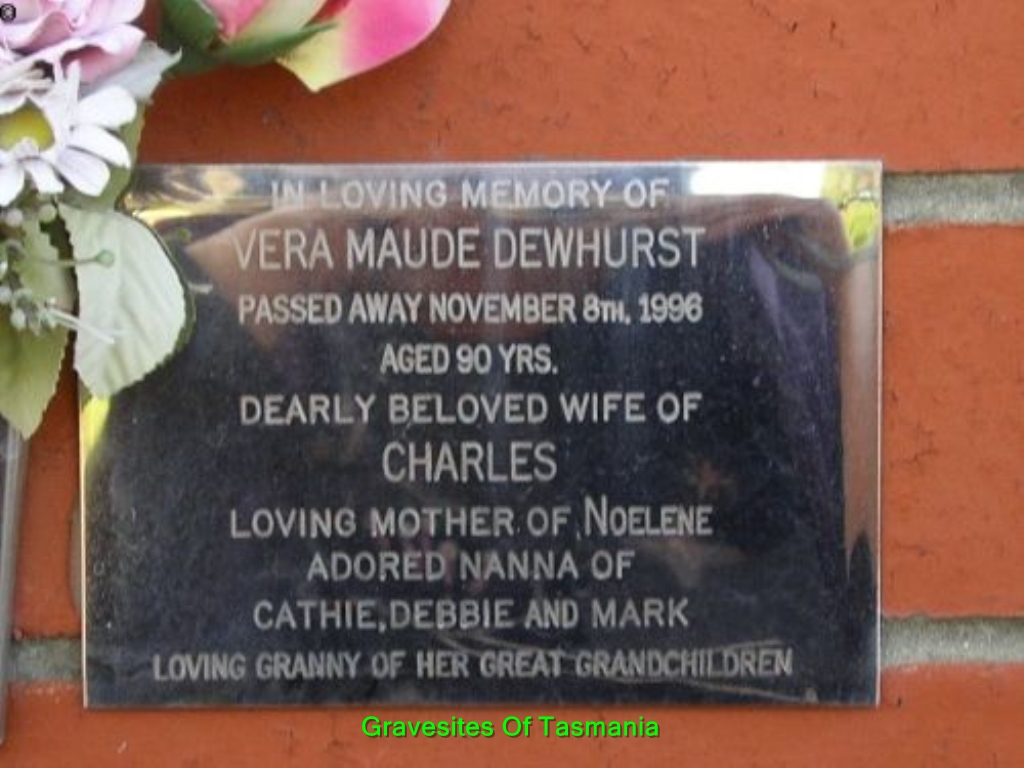 ©
IN LOVING MEMORY OF
VERA MAUDE DEWHURST
PASSED AWAY NOVEMBER 8TH, 1996
AGED 90 YRS.
DEARLY BELOVED WIFE OF
CHARLES
LOVING MOTHER OF NOELENE
ADORED NANNA OF
CATHIE, DEBBIE AND MARK
LOVING GRANNY OF HER GREAT GRANDCHILDREN
Gravesites Of Tasmania